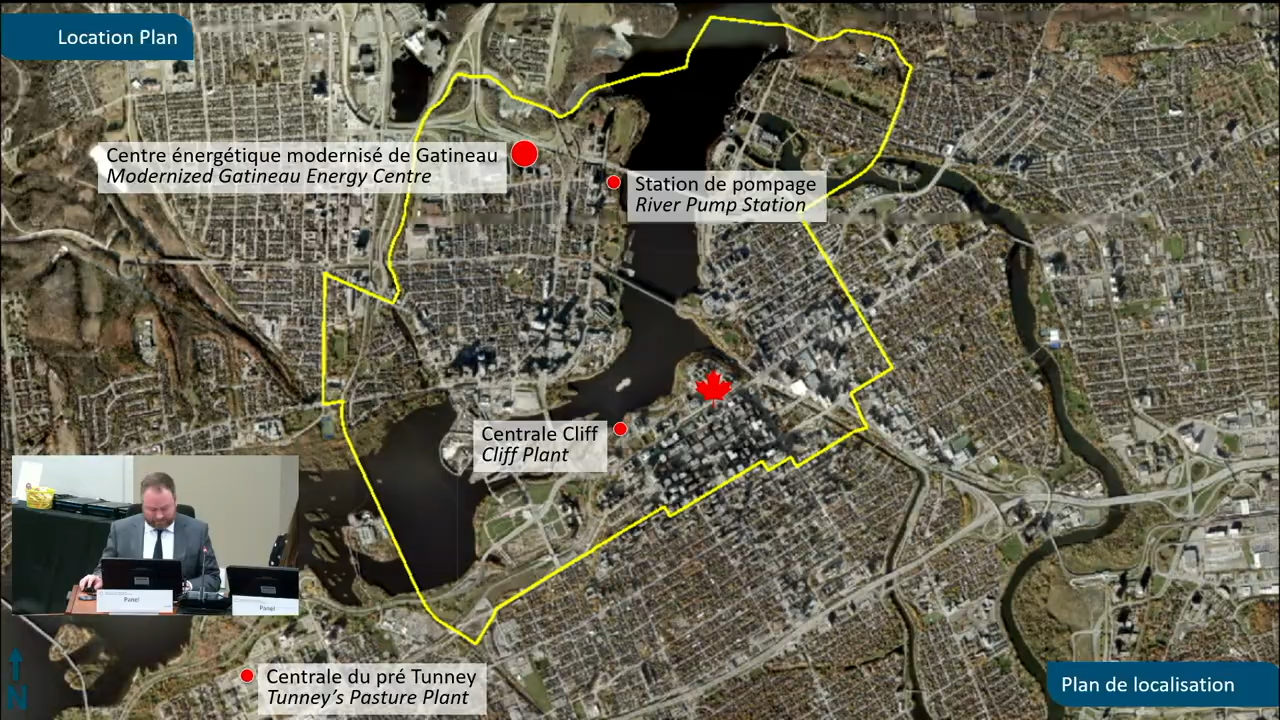 Location Plan
Centre énergétique modernisé de Gatineau
Modernized Gatineau Energy Centre
Station de pompage
River Pump Station
Centrale Cliff
Cliff Plant
Panel
Panel
Centrale du pré Tunney
Tunney's Pasture Plant
N
Plan de localisation